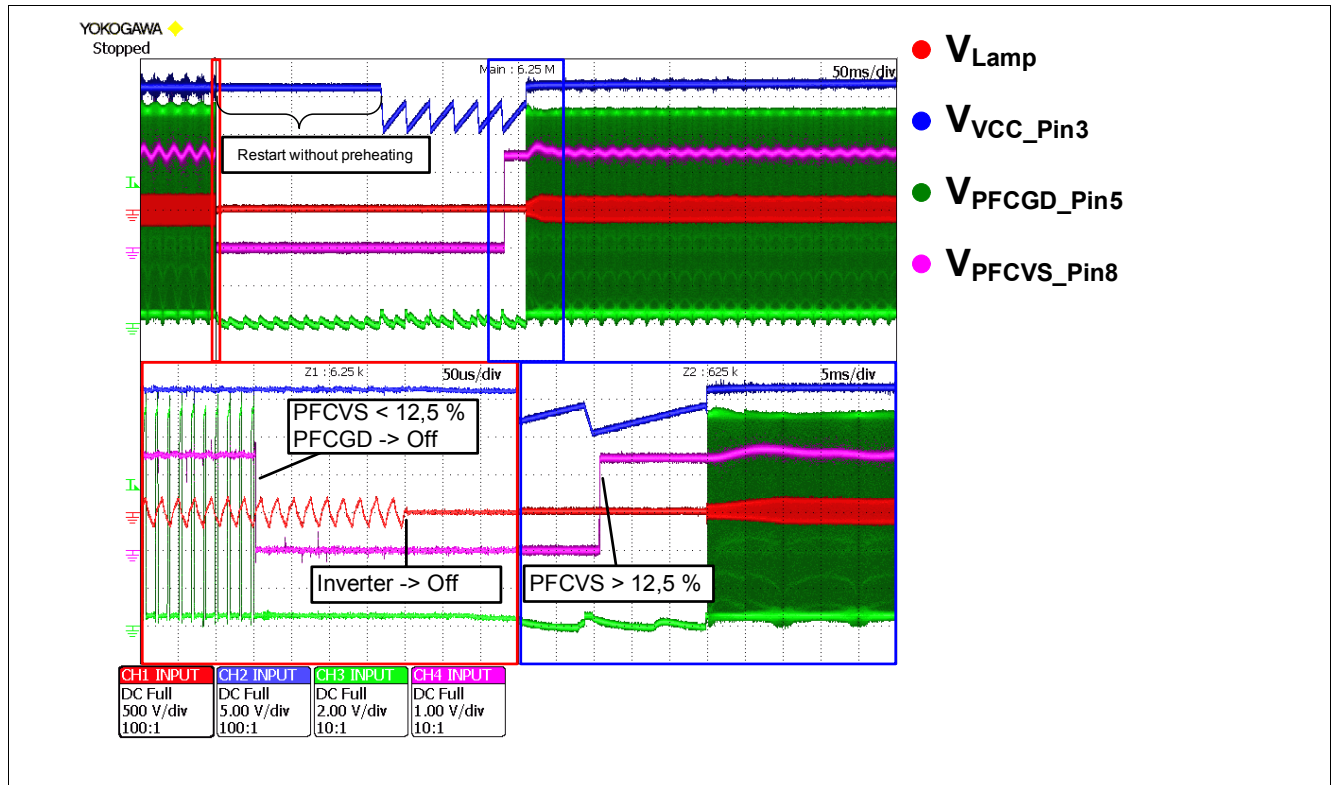 YOKOGAWA
Stopped
Main : 6.25 M
50ms/div
Restart without preheating
Z1 : 6.25 k
50us/div
Z2 : 625 k
5ms/div
PFCVS < 12,5 %
PFCGD -> Off
Inverter -> Off
PFCVS > 12,5 %
CH1 INPUT
DC Full
500 V/div
100:1
CH2 INPUT
DC Full
5.00 V/div
100:1
CH3 INPUT
DC Full
2.00 V/div
10:1
CH4 INPUT
DC Full
1.00 V/div
10:1
VLamp
VVCC_Pin3
VPFCGD_Pin5
VPFCVS_Pin8